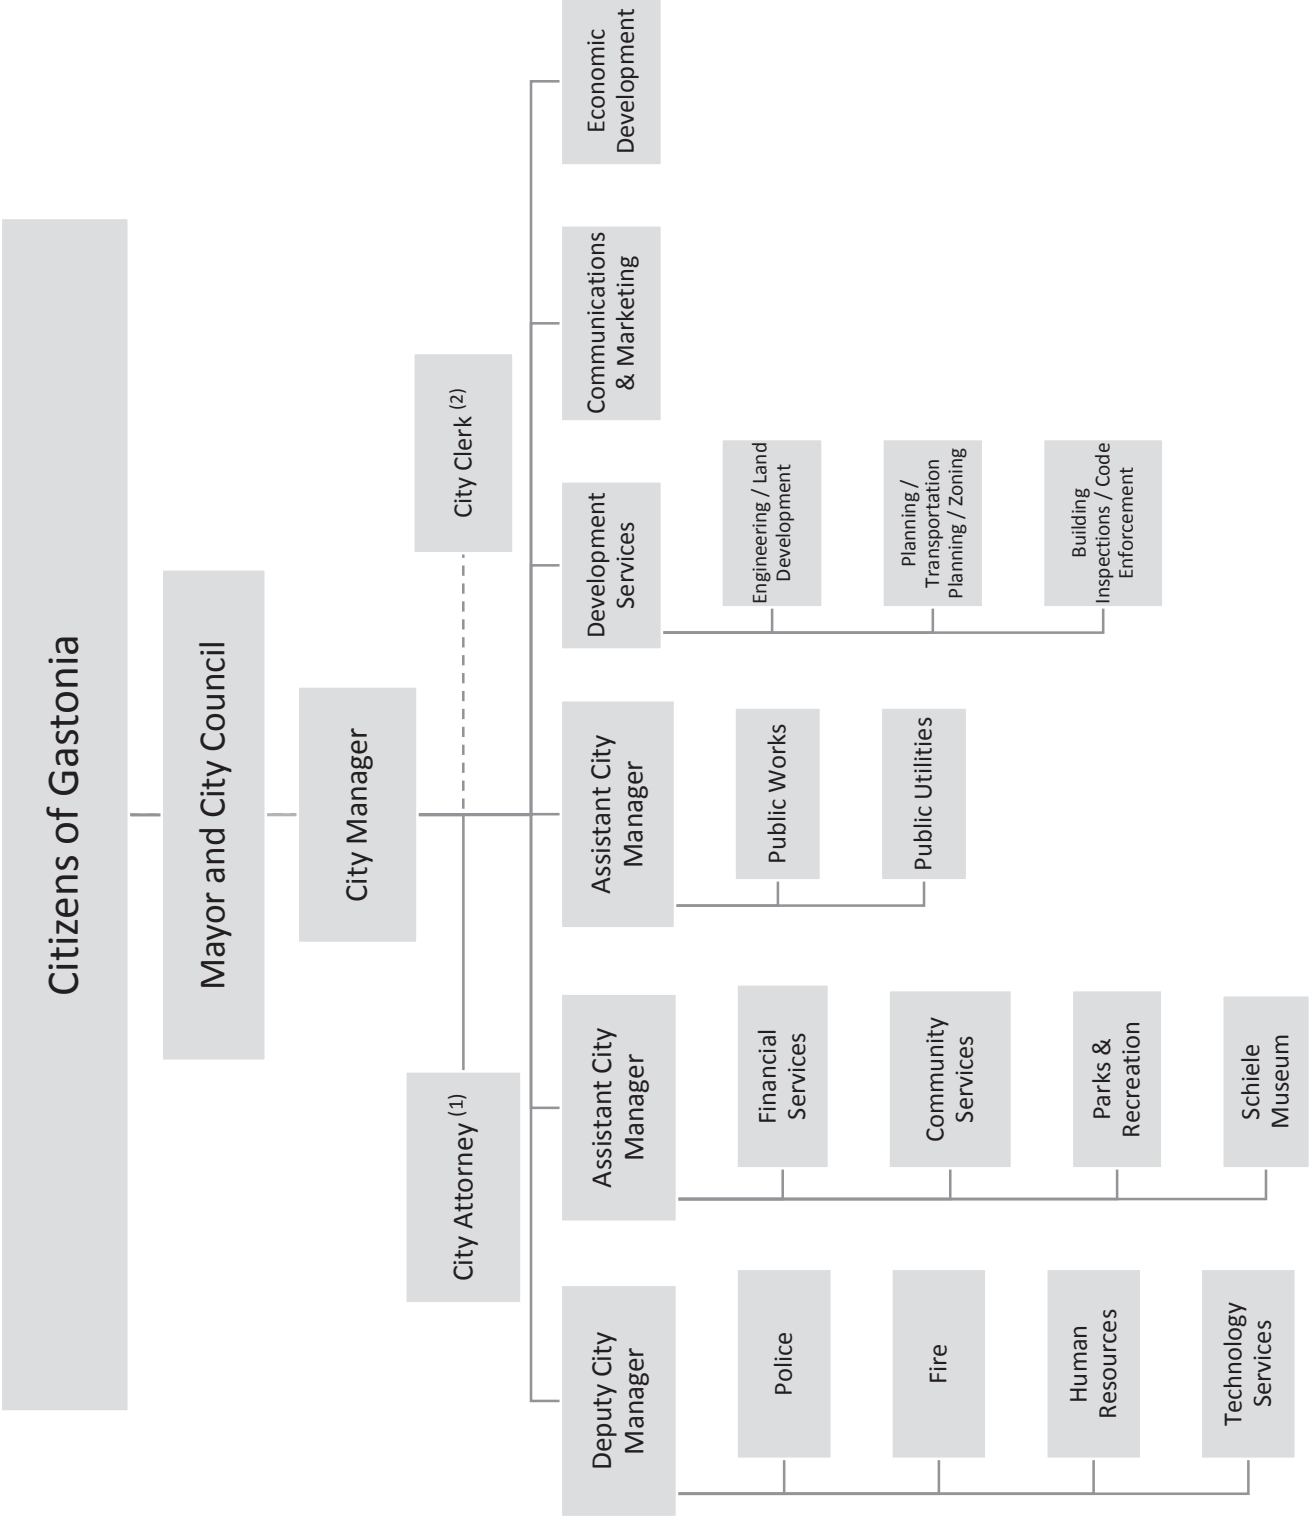 Citizens of Gastonia
Mayor and City Council
City Manager
City Attorney (1)
City Clerk (2)
Deputy City
Manager
Police
Fire
Human
Resources
Technology
Services
Assistant City
Manager
Financial
Services
Community
Services
Parks &
Recreation
Schiele
Museum
Assistant City
Manager
Public Works
Public Utilities
Development
Services
Engineering / Land
Development
Planning /
Transportation
Planning / Zoning
Building
Inspections / Code
Enforcement
Communications
& Marketing
Economic
Development